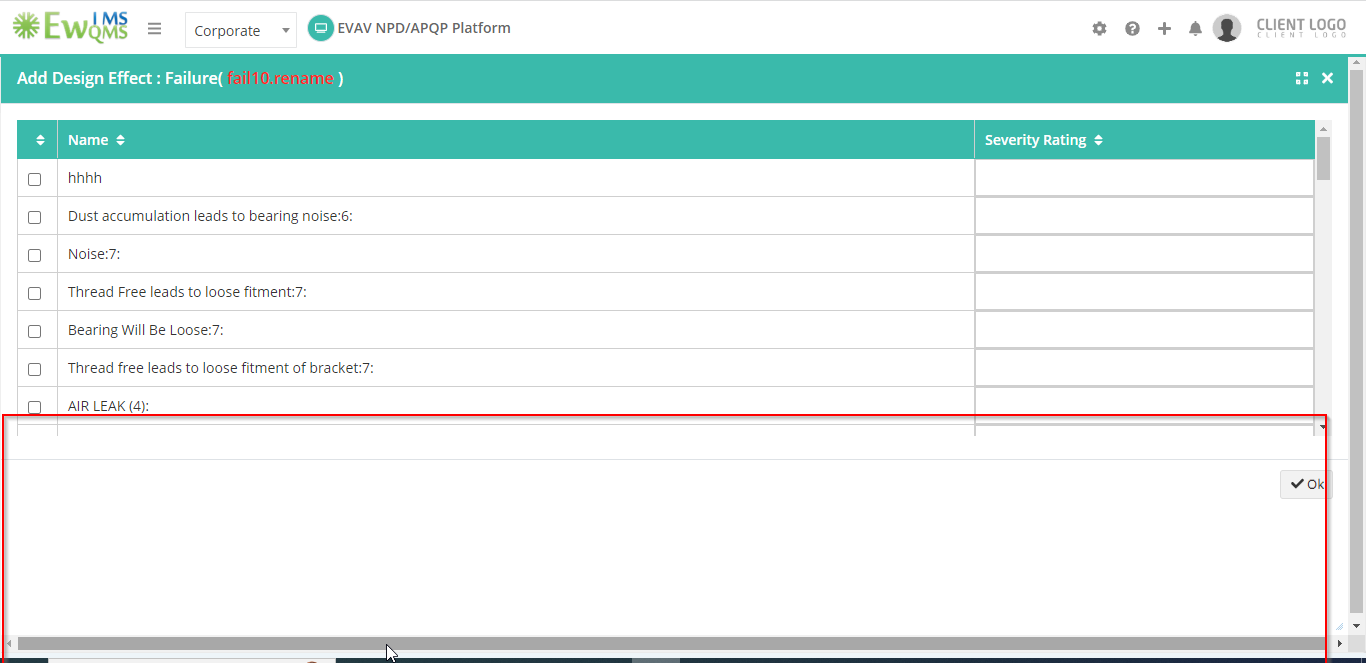 EwQMS IMS
Corporate
EVAV NPD/APQP Platform
CLIENT LOGO
CLIENT LOGO
Add Design Effect : Failure( fail10.rename )
Name
Severity Rating
hhhh
Dust accumulation leads to bearing noise:6:
Noise:7:
Thread Free leads to loose fitment:7:
Bearing Will Be Loose:7:
Thread free leads to loose fitment of bracket:7:
AIR LEAK (4):
Ok